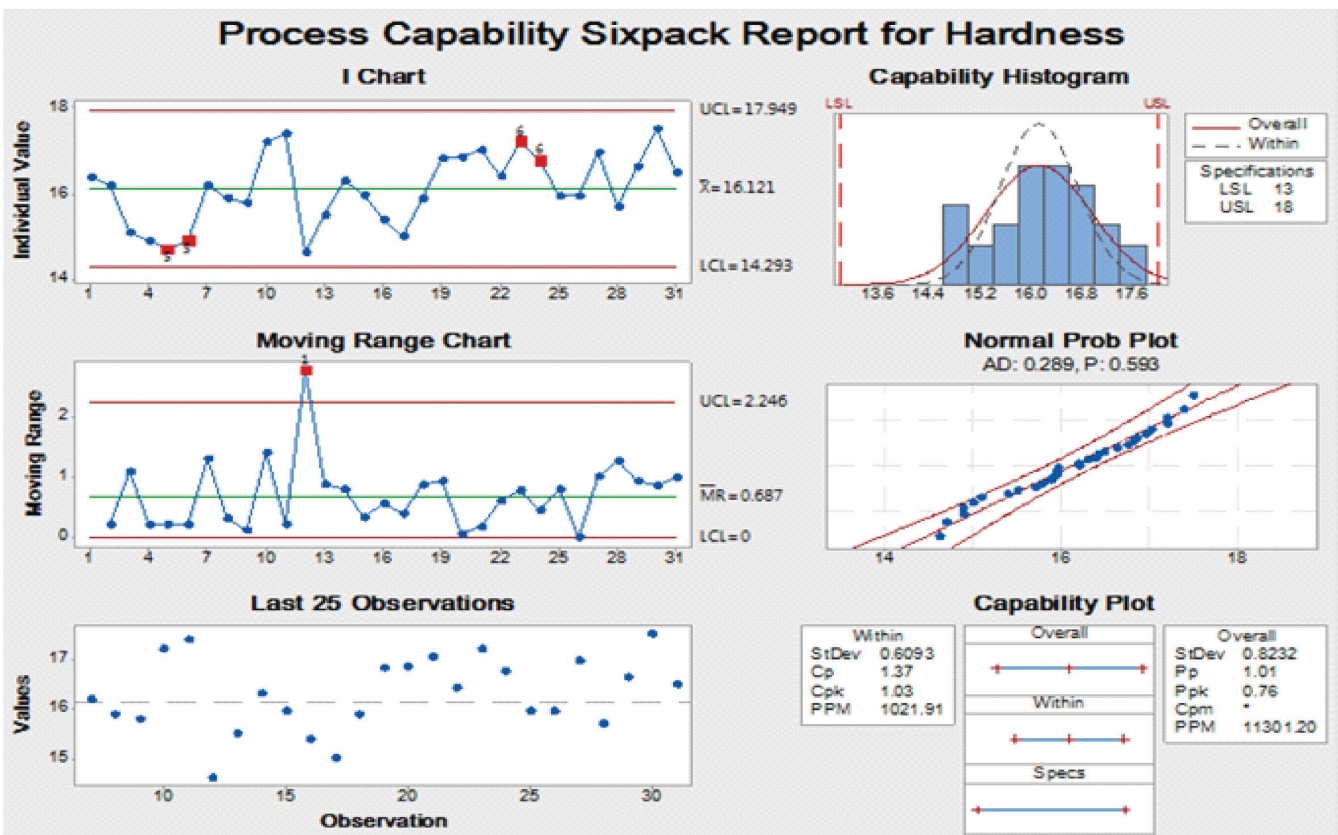 Process Capability Sixpack Report for Hardness
I Chart
Individual Value
18
16
14
1 4 7 10 13 16 19 22 25 28 31
5
5
6
6
UCL=17.949
X̄=16.121
LCL=14.293
Capability Histogram
LSL
USL
13.6 14.4 15.2 16.0 16.8 17.6
Overall
Within
Specifications
LSL 13
USL 18
Moving Range Chart
Moving Range
2
1
0
1 4 7 10 13 16 19 22 25 28 31
1
UCL=2.246
M̅R̅=0.687
LCL=0
Normal Prob Plot
AD: 0.289, P: 0.593
14 16 18
Last 25 Observations
Values
17
16
15
10 15 20 25 30
Observation
Capability Plot
Within
StDev 0.6093
Cp 1.37
Cpk 1.03
PPM 1021.91
Overall
Within
Specs
Overall
StDev 0.8232
Pp 1.01
Ppk 0.76
Cpm *
PPM 11301.20